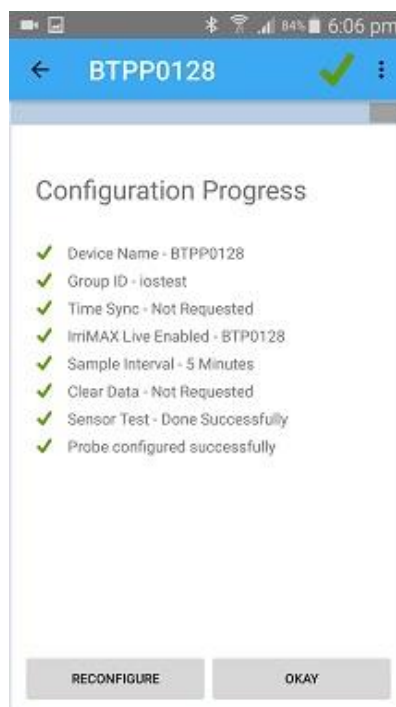 84% 6:06 pm
BTPP0128
Configuration Progress
Device Name - BTPP0128
Group ID - iostest
Time Sync - Not Requested
IrriMAX Live Enabled - BTP0128
Sample Interval - 5 Minutes
Clear Data - Not Requested
Sensor Test - Done Successfully
Probe configured successfully
RECONFIGURE OKAY